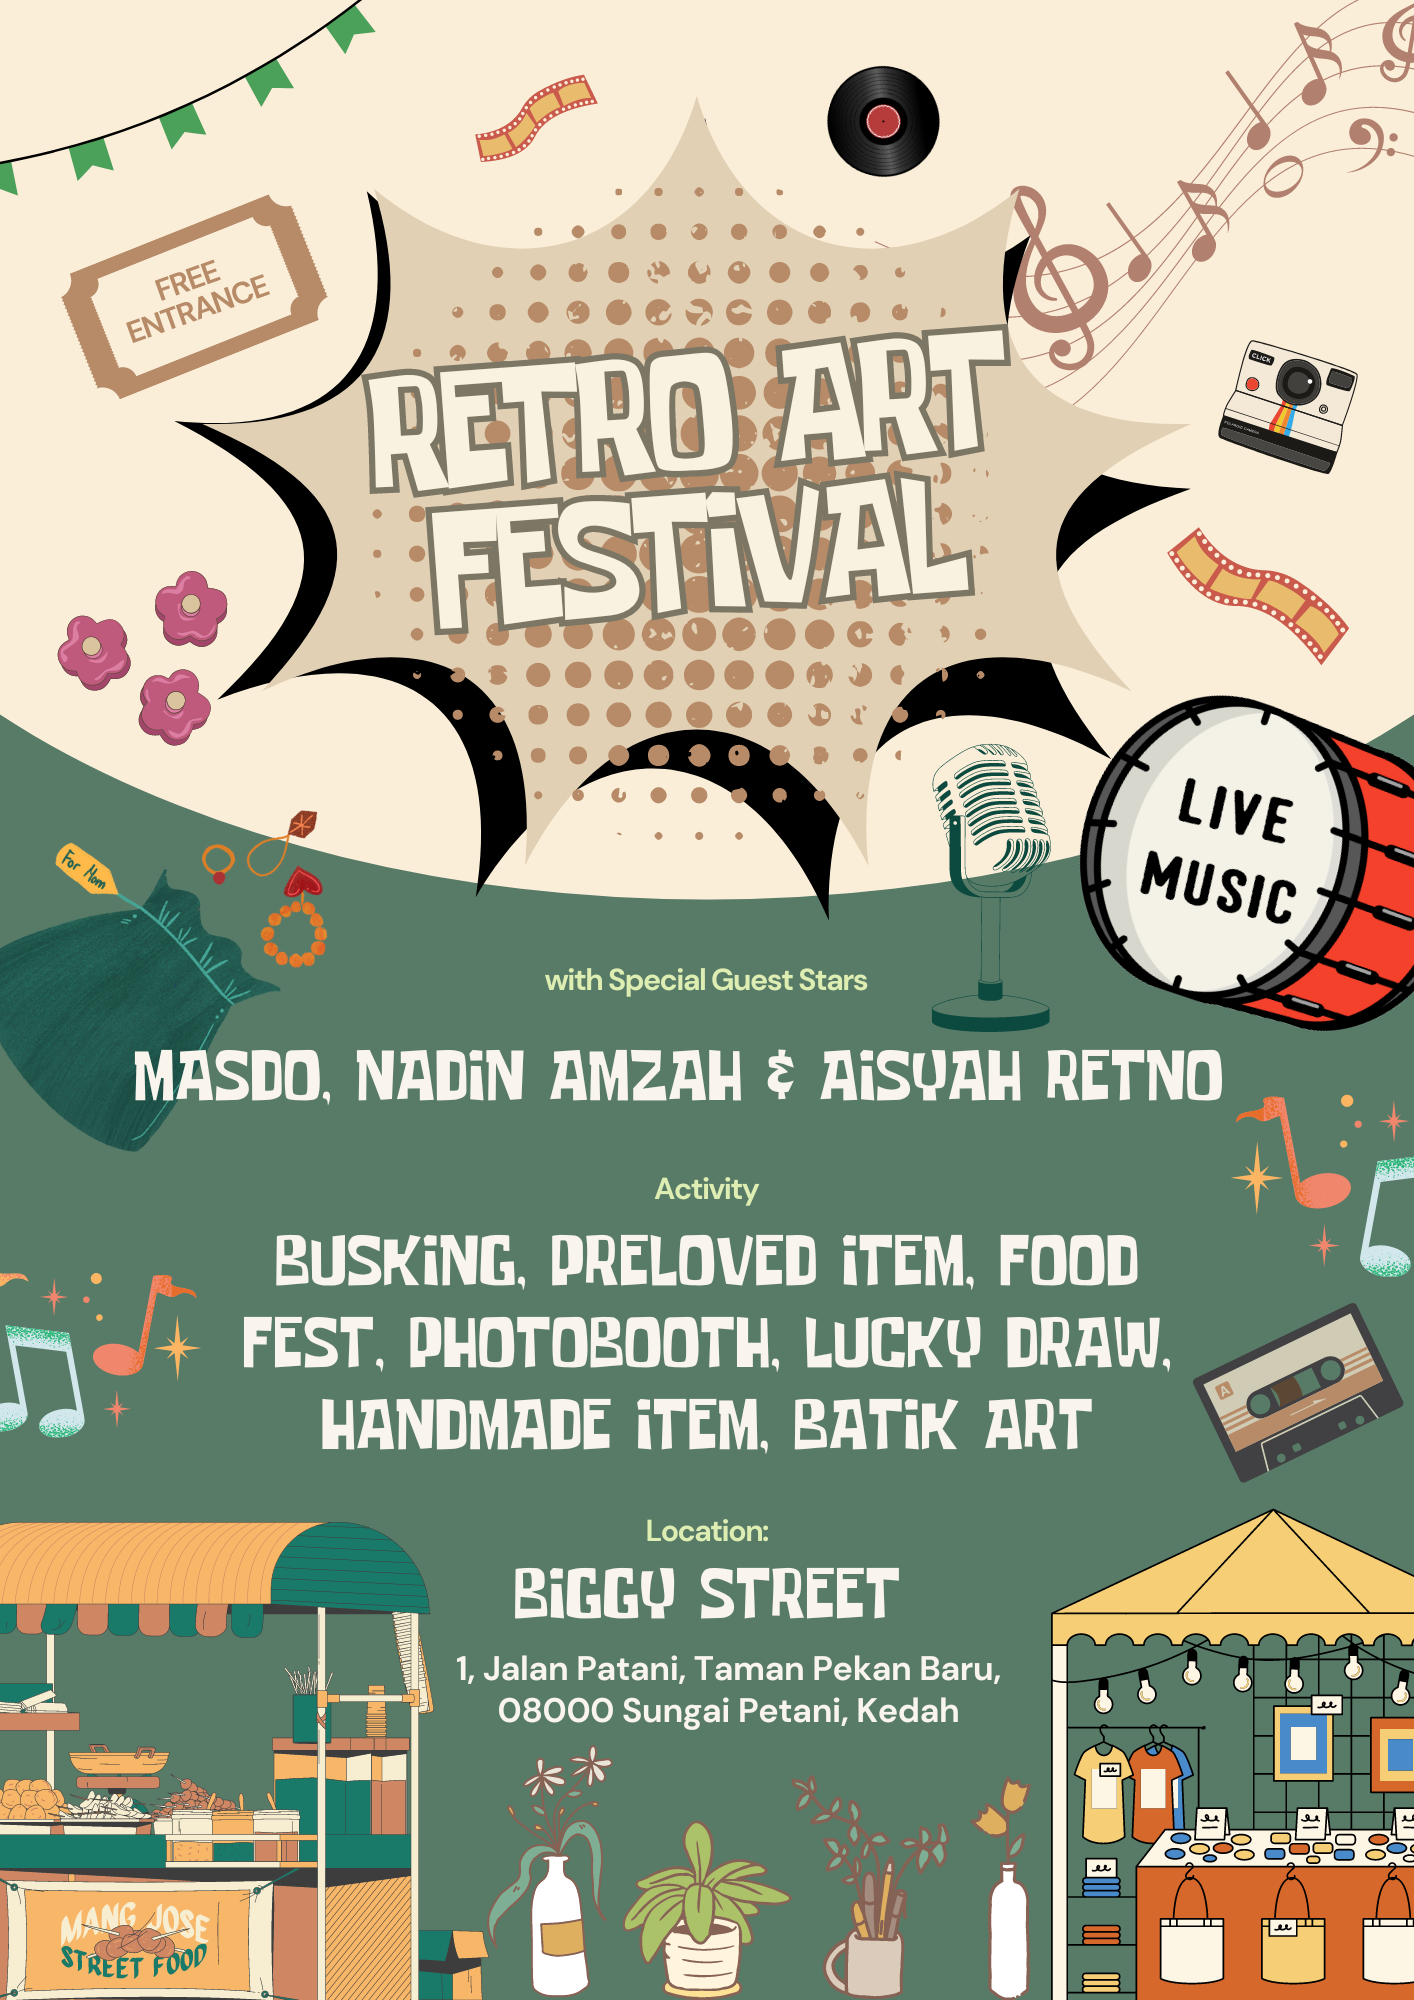 FREE
ENTRANCE
CLICK
POLAROID CAMERA
RETRO ART
FESTIVAL
LIVE
MUSIC
For Mom
with Special Guest Stars
MASDO, NADIN AMZAH & AISYAH RETNO
Activity
BUSKING, PRELOVED ITEM, FOOD
FEST, PHOTOBOOTH, LUCKY DRAW,
HANDMADE ITEM, BATIK ART
A
Location:
BIGGY STREET
1, Jalan Patani, Taman Pekan Baru,
08000 Sungai Petani, Kedah
MANG JOSE
STREET FOOD